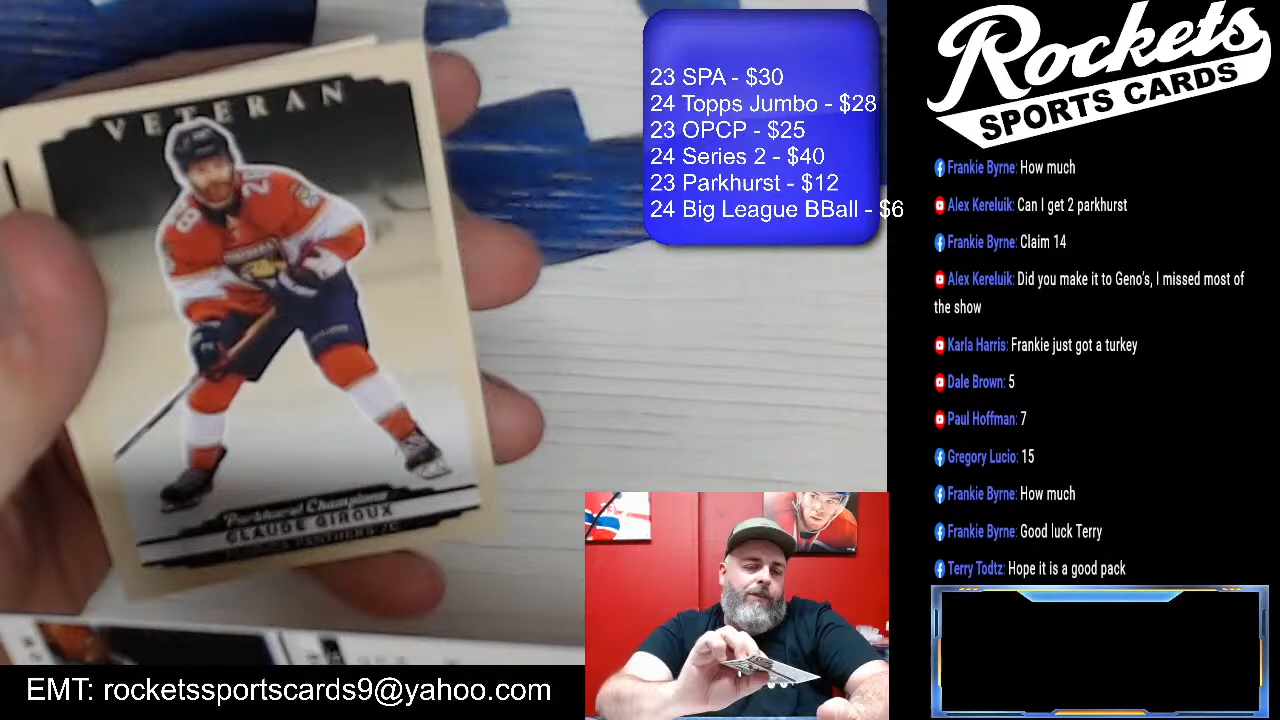 VETERAN
28
Parkhurst Champions
CLAUDE GIROUX
23 SPA - $30
24 Topps Jumbo - $28
23 OPCP - $25
24 Series 2 - $40
23 Parkhurst - $12
24 Big League BBall - $6
Rockets
SPORTS CARDS
Frankie Byrne: How much
Alex Kereluik: Can I get 2 parkhurst
Frankie Byrne: Claim 14
Alex Kereluik: Did you make it to Geno's, I missed most of
the show
Karla Harris: Frankie just got a turkey
Dale Brown: 5
Paul Hoffman: 7
Gregory Lucio: 15
Frankie Byrne: How much
Frankie Byrne: Good luck Terry
Terry Todtz: Hope it is a good pack
EMT: rocketssportscards9@yahoo.com